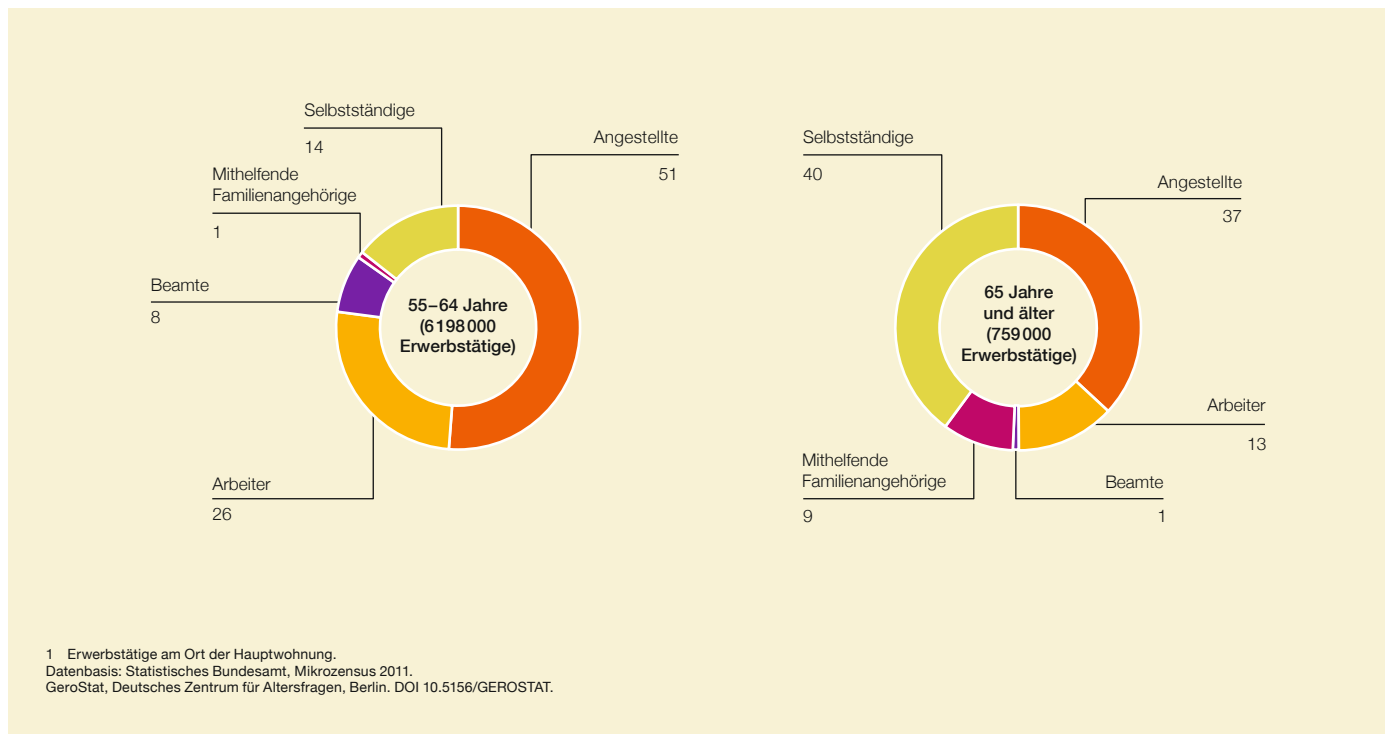 Selbstständige
14
Mithelfende
Familienangehörige
1
Beamte
8
Arbeiter
26
Angestellte
51
55–64 Jahre
(6198000
Erwerbstätige)
Selbstständige
40
Angestellte
37
65 Jahre
und älter
(759000
Erwerbstätige)
Arbeiter
13
Mithelfende
Familienangehörige
9
Beamte
1
1 Erwerbstätige am Ort der Hauptwohnung.
Datenbasis: Statistisches Bundesamt, Mikrozensus 2011.
GeroStat, Deutsches Zentrum für Altersfragen, Berlin. DOI 10.5156/GEROSTAT.